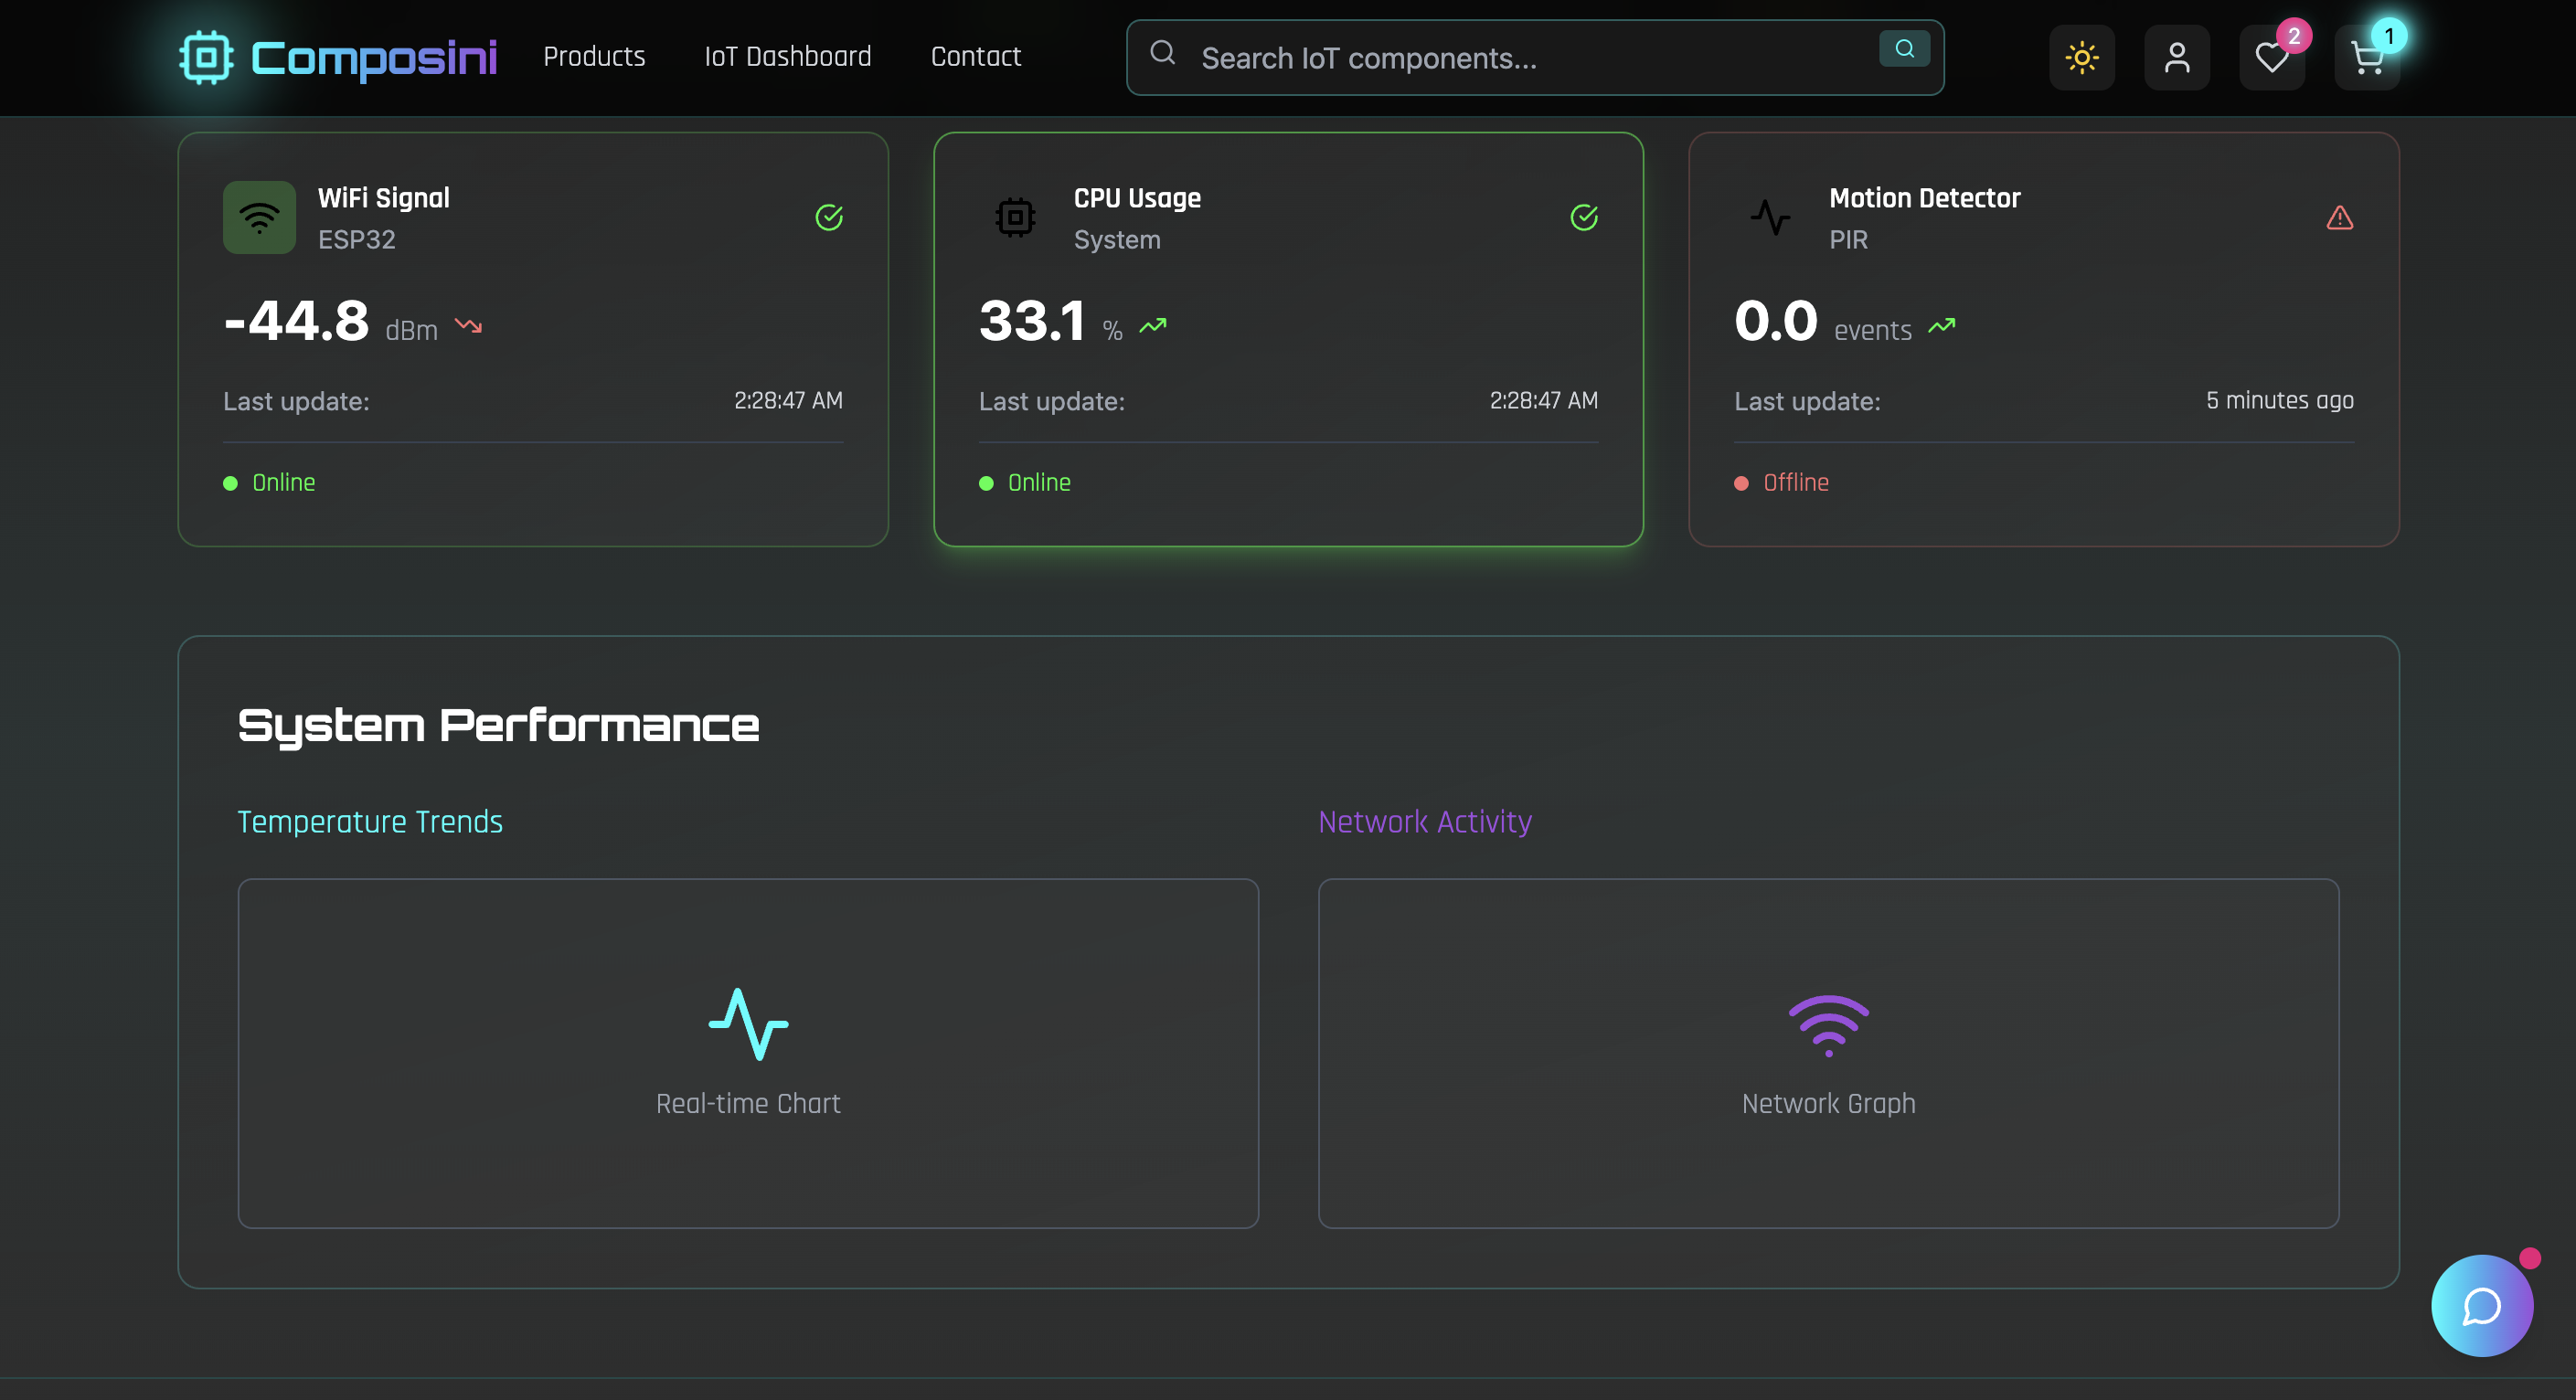 Composini
Products
IoT Dashboard
Contact
Search IoT components...
2
1
WiFi Signal
ESP32
-44.8 dBm
Last update: 2:28:47 AM
Online
CPU Usage
System
33.1 %
Last update: 2:28:47 AM
Online
Motion Detector
PIR
0.0 events
Last update: 5 minutes ago
Offline
System Performance
Temperature Trends
Real-time Chart
Network Activity
Network Graph